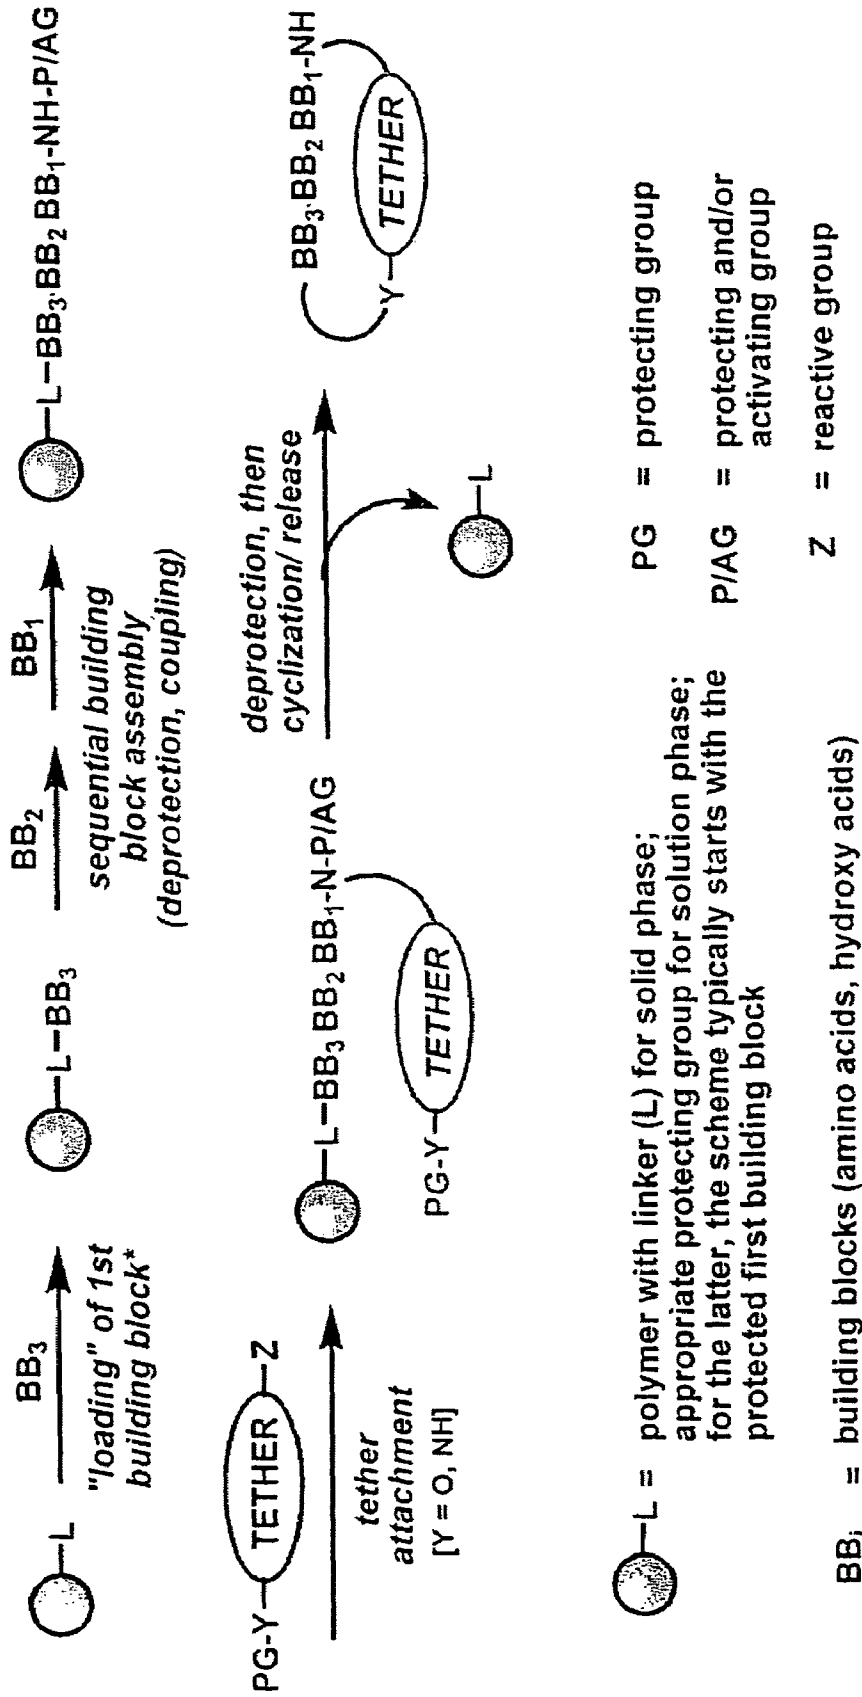 L
BB₃
"loading" of 1st
building block*
L−BB₃
BB₂
BB₁
sequential building
block assembly
(deprotection, coupling)
L−BB₃·BB₂ BB₁-NH-P/AG
PG-Y
TETHER
Z
tether
attachment
[Y = O, NH]
L−BB₃ BB₂ BB₁-N-P/AG
PG-Y
TETHER
deprotection, then
cyclization/ release
L
BB₃·BB₂ BB₁-NH
Y
TETHER
L = polymer with linker (L) for solid phase;
appropriate protecting group for solution phase;
for the latter, the scheme typically starts with the
protected first building block
BBᵢ = building blocks (amino acids, hydroxy acids)
PG = protecting group
P/AG = protecting and/or
activating group
Z = reactive group